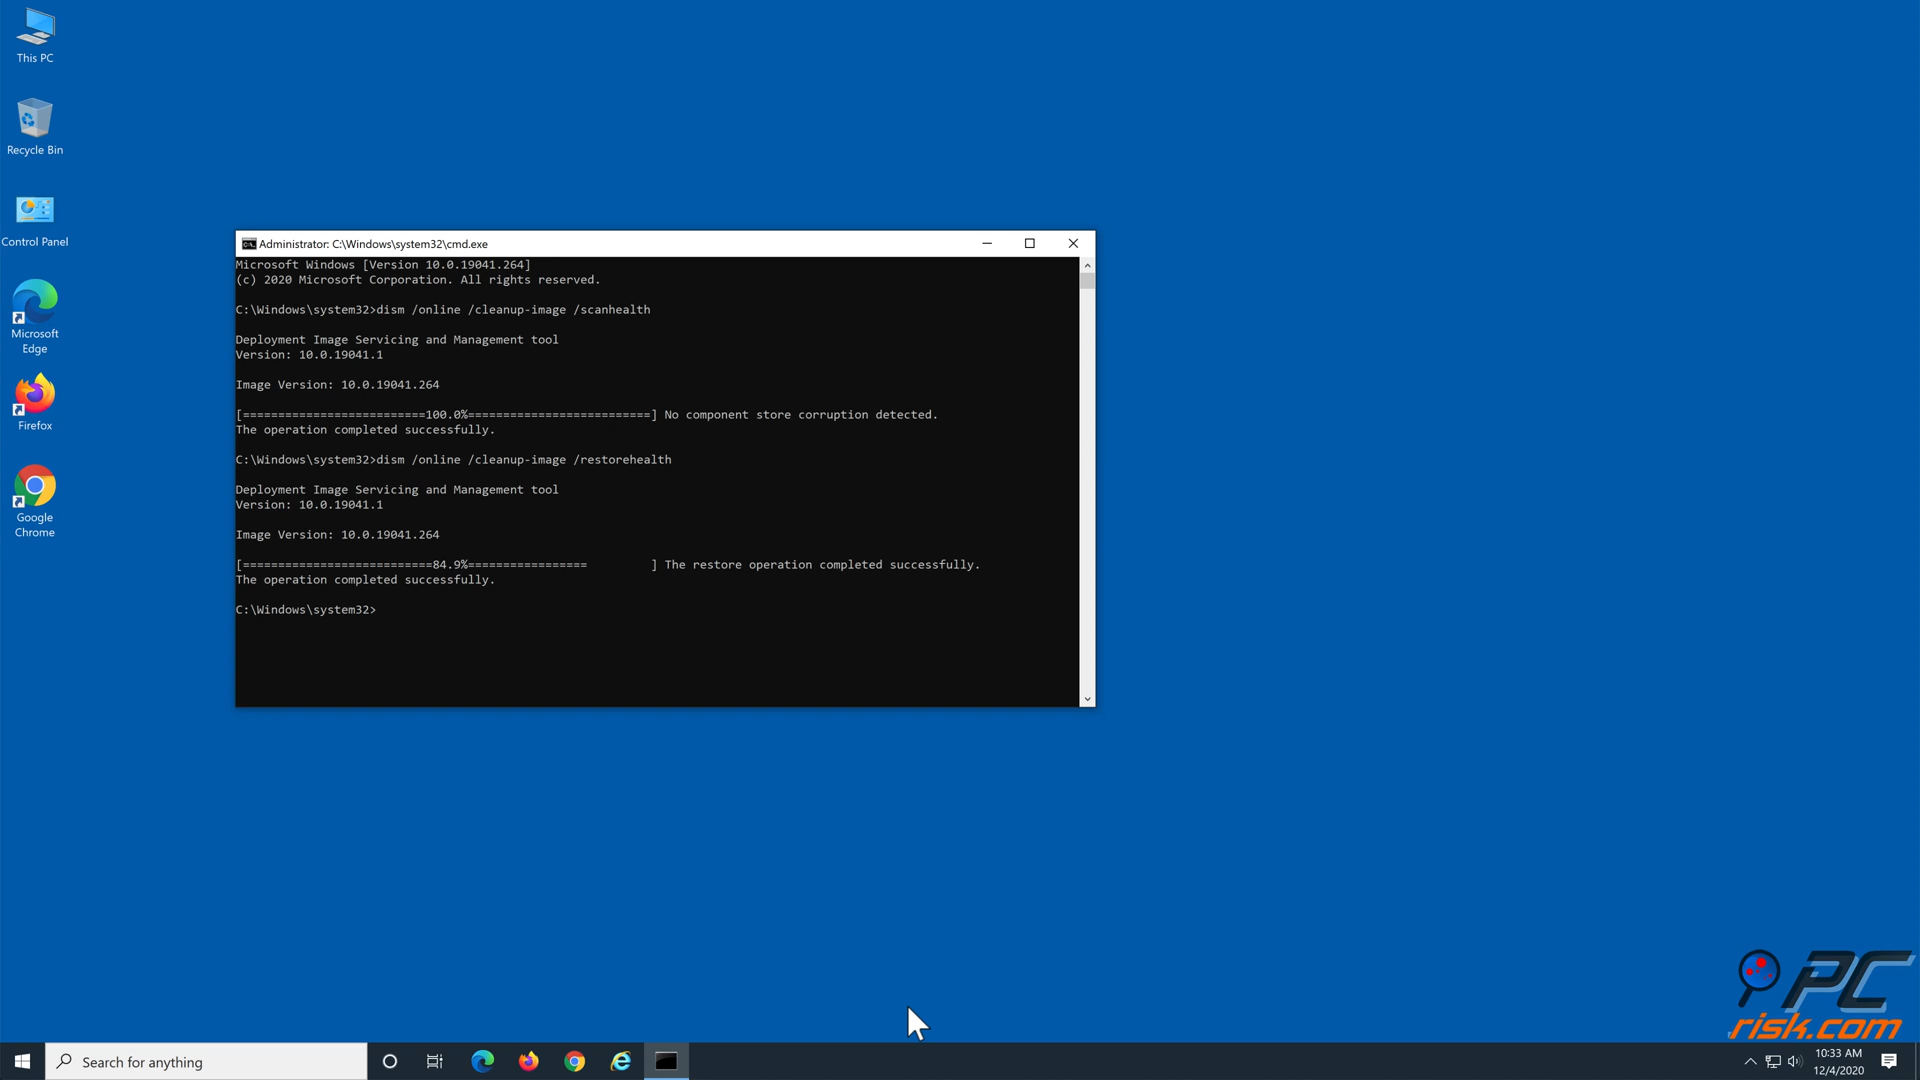 This PC
Recycle Bin
Control Panel
Microsoft
Edge
Firefox
Google
Chrome
Administrator: C:\Windows\system32\cmd.exe
Microsoft Windows [Version 10.0.19041.264]
(c) 2020 Microsoft Corporation. All rights reserved.
C:\Windows\system32>dism /online /cleanup-image /scanhealth
Deployment Image Servicing and Management tool
Version: 10.0.19041.1
Image Version: 10.0.19041.264
[==========================100.0%==========================] No component store corruption detected.
The operation completed successfully.
C:\Windows\system32>dism /online /cleanup-image /restorehealth
Deployment Image Servicing and Management tool
Version: 10.0.19041.1
Image Version: 10.0.19041.264
[===========================84.9%=================         ] The restore operation completed successfully.
The operation completed successfully.
C:\Windows\system32>
PC
risk.com
Search for anything
10:33 AM
12/4/2020